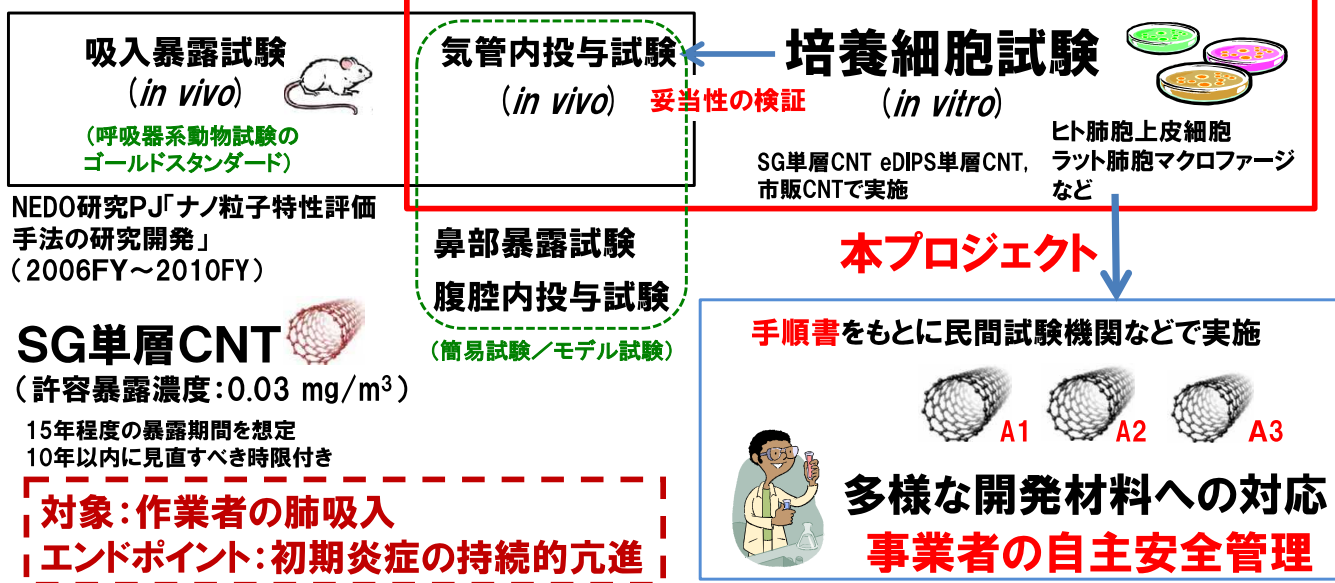 吸入暴露試験
(in vivo)
(呼吸器系動物試験の
ゴールドスタンダード)
気管内投与試験
(in vivo)
妥当性の検証
培養細胞試験
(in vitro)
SG単層CNT eDIPS単層CNT,
市販CNTで実施
ヒト肺胞上皮細胞
ラット肺胞マクロファージ
など
NEDO研究PJ「ナノ粒子特性評価
手法の研究開発」
(2006FY～2010FY)
鼻部暴露試験
腹腔内投与試験
(簡易試験/モデル試験)
本プロジェクト
SG単層CNT
(許容暴露濃度:0.03 mg/m³)
15年程度の暴露期間を想定
10年以内に見直すべき時限付き
対象:作業者の肺吸入
エンドポイント:初期炎症の持続的亢進
手順書をもとに民間試験機関などで実施
A1 A2 A3
多様な開発材料への対応
事業者の自主安全管理